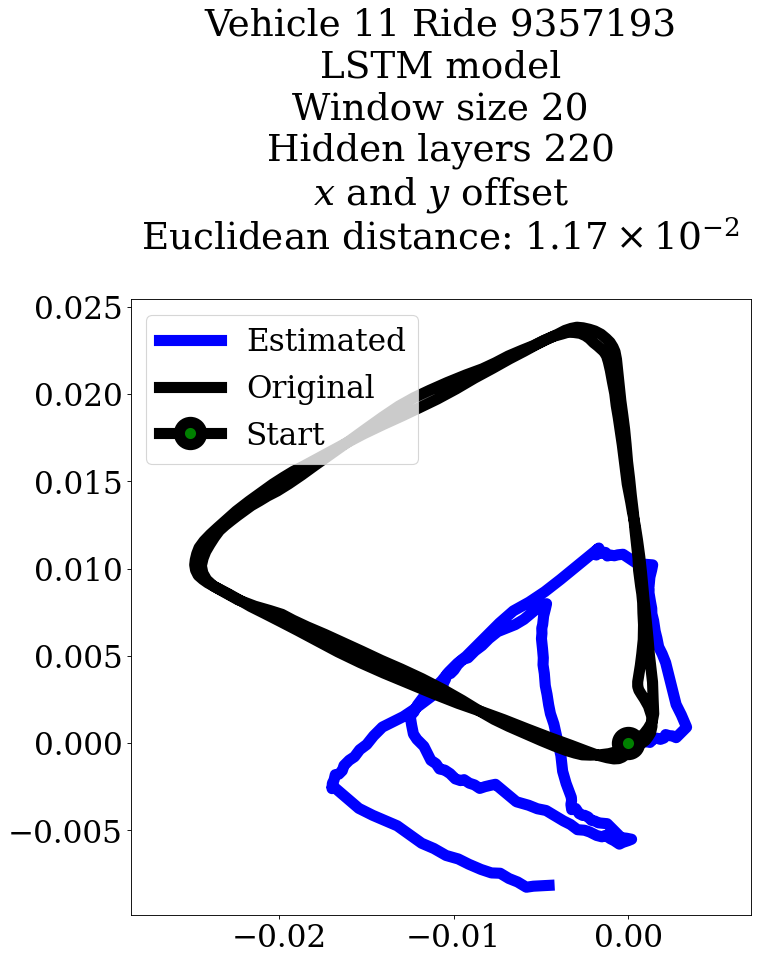 Vehicle 11 Ride 9357193
LSTM model
Window size 20
Hidden layers 220
x and y offset
Euclidean distance: 1.17 × 10⁻²
Estimated
Original
Start
0.025
0.020
0.015
0.010
0.005
0.000
−0.005
−0.02
−0.01
0.00